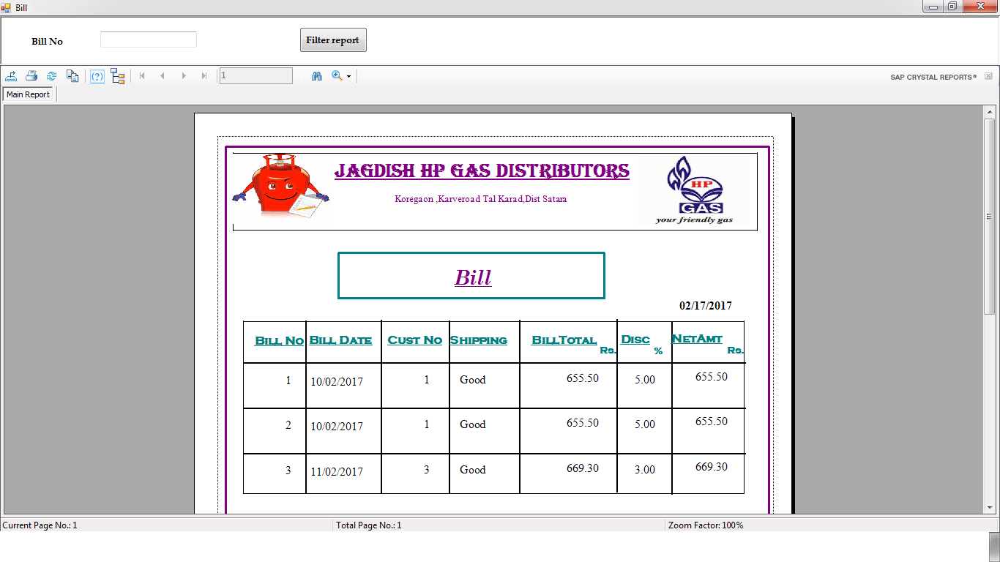 Bill
Bill No
Filter report
1
SAP CRYSTAL REPORTS®
Main Report
JAGDISH HP GAS DISTRIBUTORS
Koregaon ,Karveroad Tal Karad,Dist Satara
HP
GAS
your friendly gas
Bill
02/17/2017
Bill No Bill Date Cust No Shipping BillTotal Rs. Disc % NetAmt Rs.
1 10/02/2017 1 Good 655.50 5.00 655.50
2 10/02/2017 1 Good 655.50 5.00 655.50
3 11/02/2017 3 Good 669.30 3.00 669.30
Current Page No.: 1 Total Page No.: 1 Zoom Factor: 100%